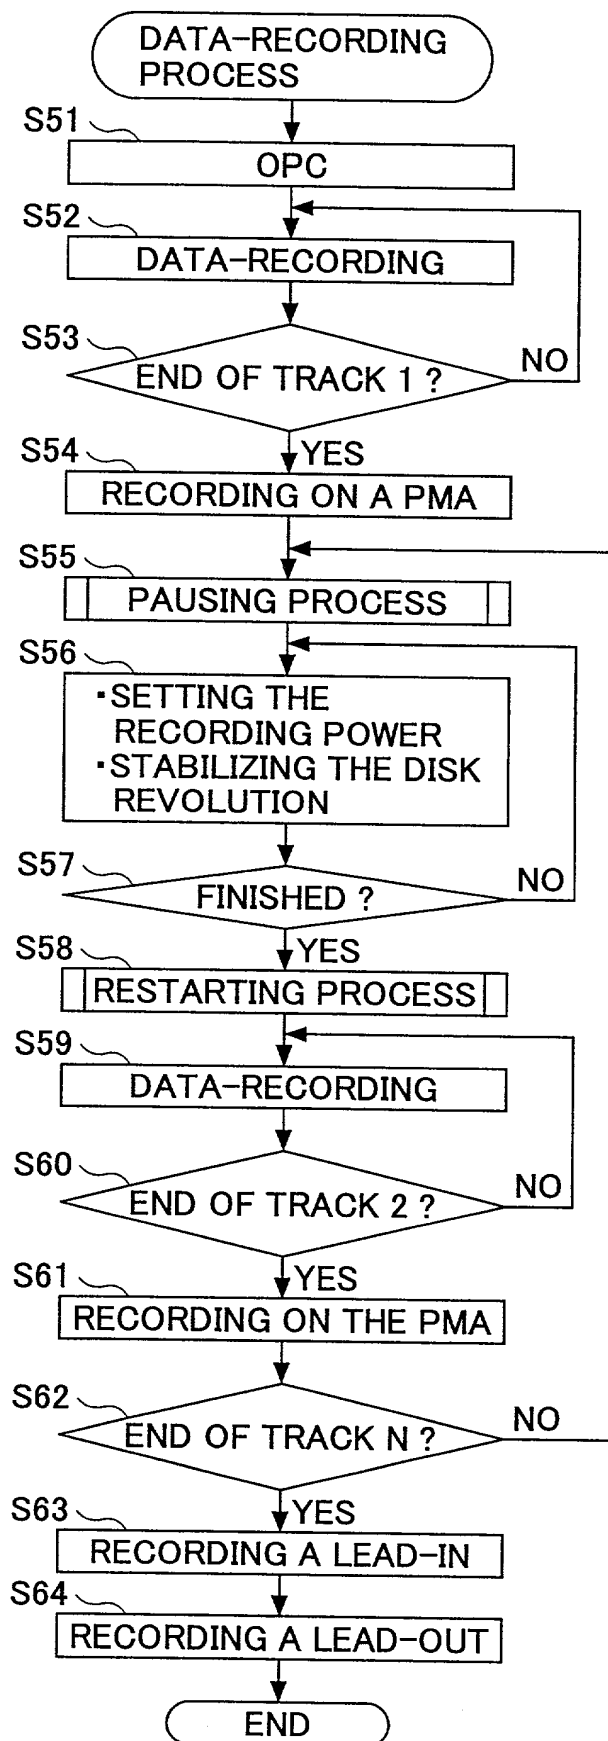 DATA-RECORDING
PROCESS
S51
OPC
S52
DATA-RECORDING
S53
END OF TRACK 1 ?
NO
YES
S54
RECORDING ON A PMA
S55
PAUSING PROCESS
S56
・SETTING THE
RECORDING POWER
・STABILIZING THE DISK
REVOLUTION
S57
FINISHED ?
NO
YES
S58
RESTARTING PROCESS
S59
DATA-RECORDING
S60
END OF TRACK 2 ?
NO
YES
S61
RECORDING ON THE PMA
S62
END OF TRACK N ?
NO
YES
S63
RECORDING A LEAD-IN
S64
RECORDING A LEAD-OUT
END